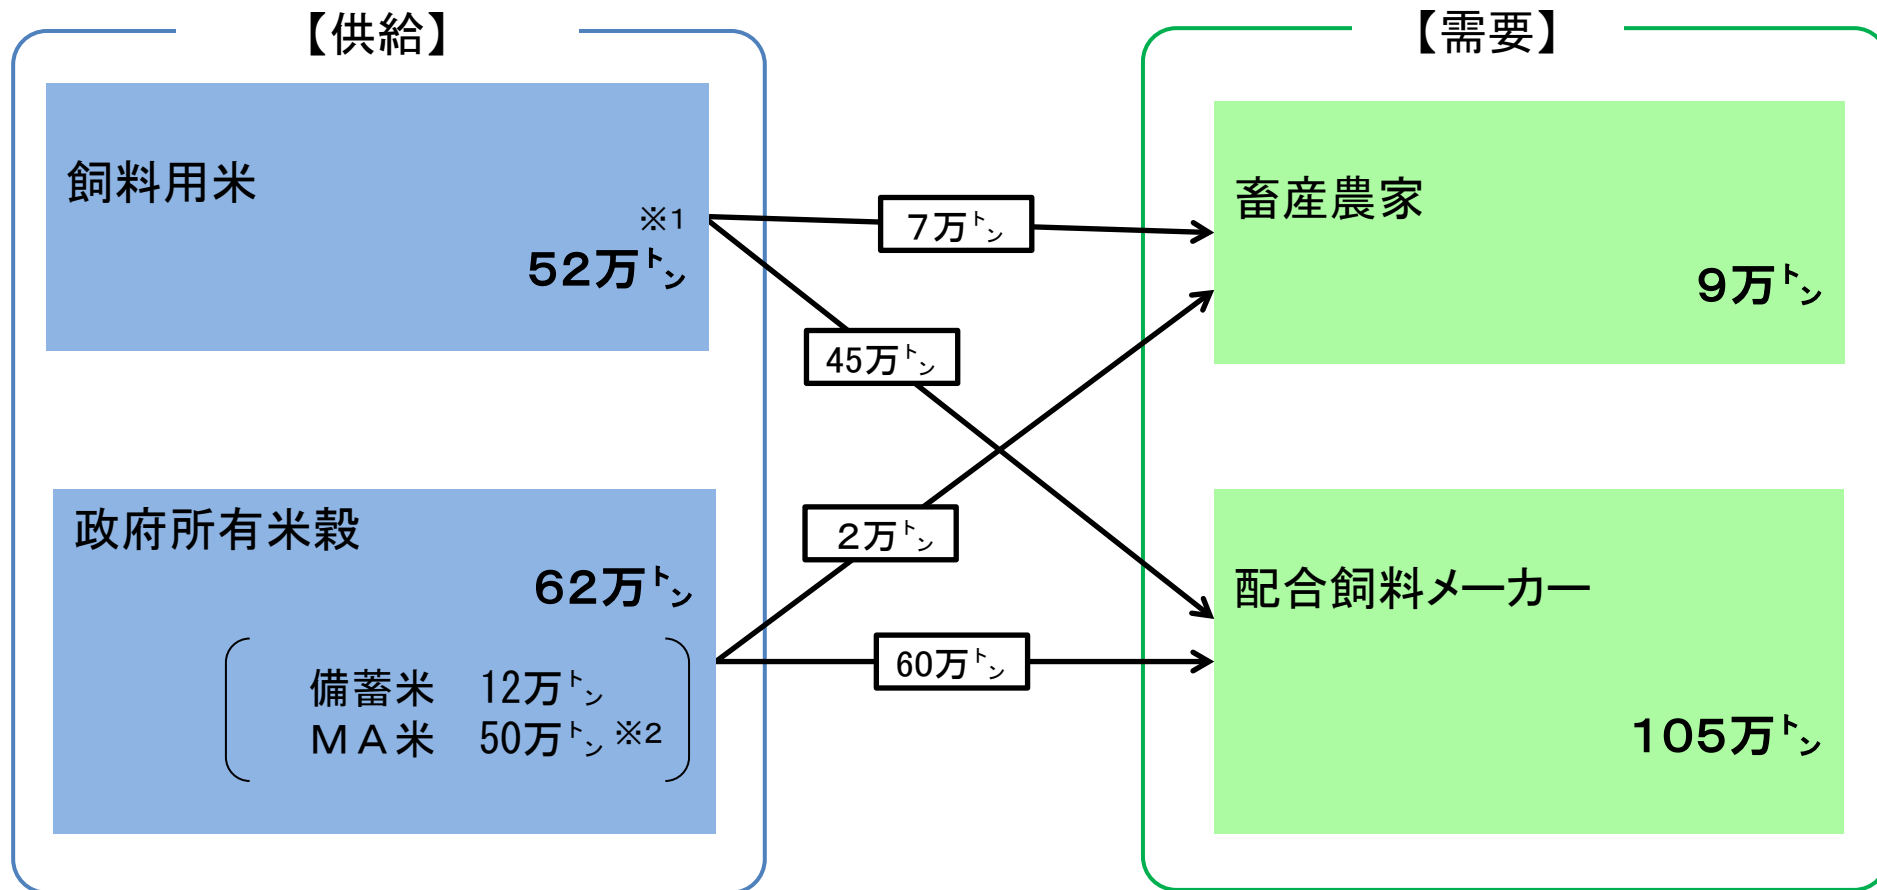 【供給】
飼料用米
※1
52万トン
政府所有米穀
62万トン
備蓄米　12万トン
ＭＡ米　50万トン ※2
7万トン
45万トン
2万トン
60万トン
【需要】
畜産農家
9万トン
配合飼料メーカー
105万トン